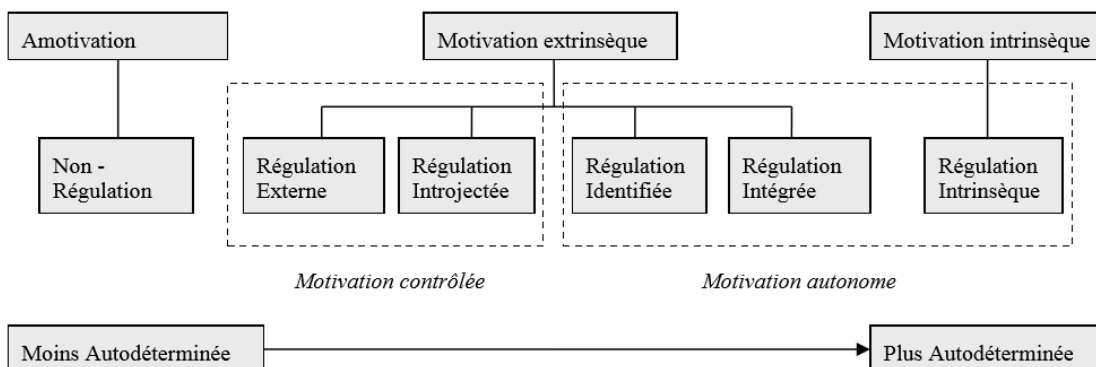 Amotivation
Motivation extrinsèque
Motivation intrinsèque
Non -
Régulation
Régulation
Externe
Régulation
Introjectée
Régulation
Identifiée
Régulation
Intégrée
Régulation
Intrinsèque
Motivation contrôlée
Motivation autonome
Moins Autodéterminée
Plus Autodéterminée